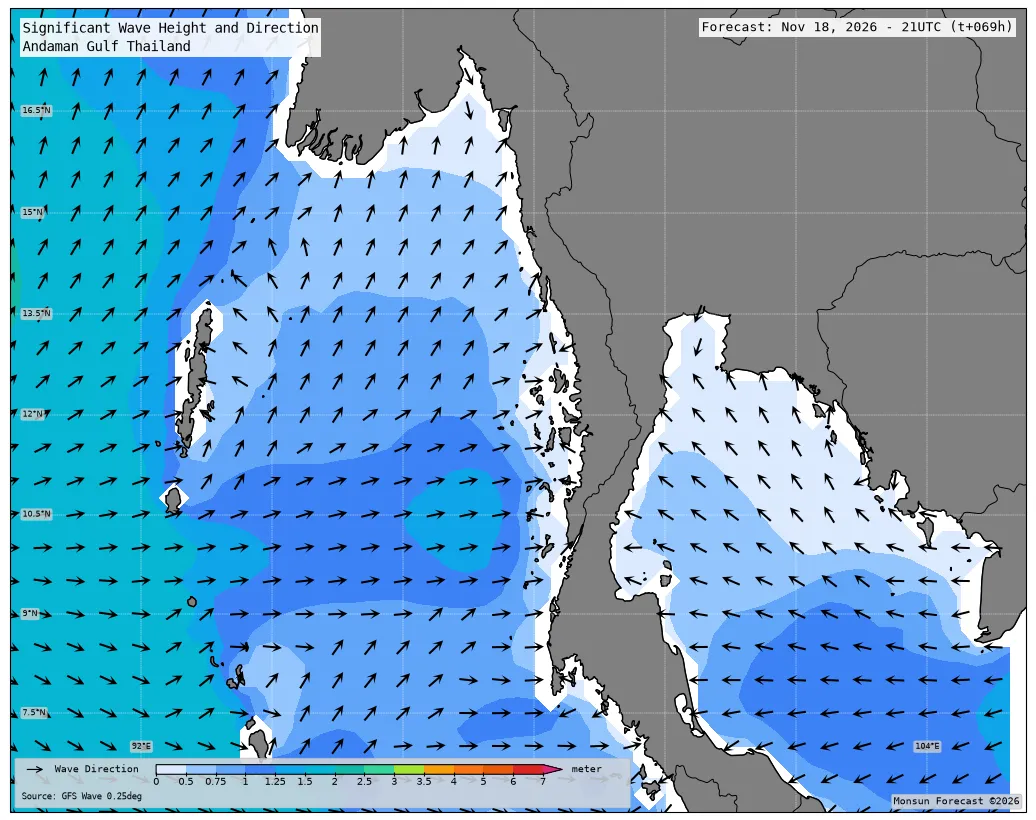 Significant Wave Height and Direction
Andaman Gulf Thailand
Forecast: Nov 18, 2026 - 21UTC (t+069h)
16.5°N
15°N
13.5°N
12°N
10.5°N
9°N
7.5°N
92°E
104°E
Wave Direction
0.5 0.75 1 1.25 1.5 2 2.5 3 3.5 4 5 6 7
meter
Source: GFS Wave 0.25deg
Monsun Forecast ©2026